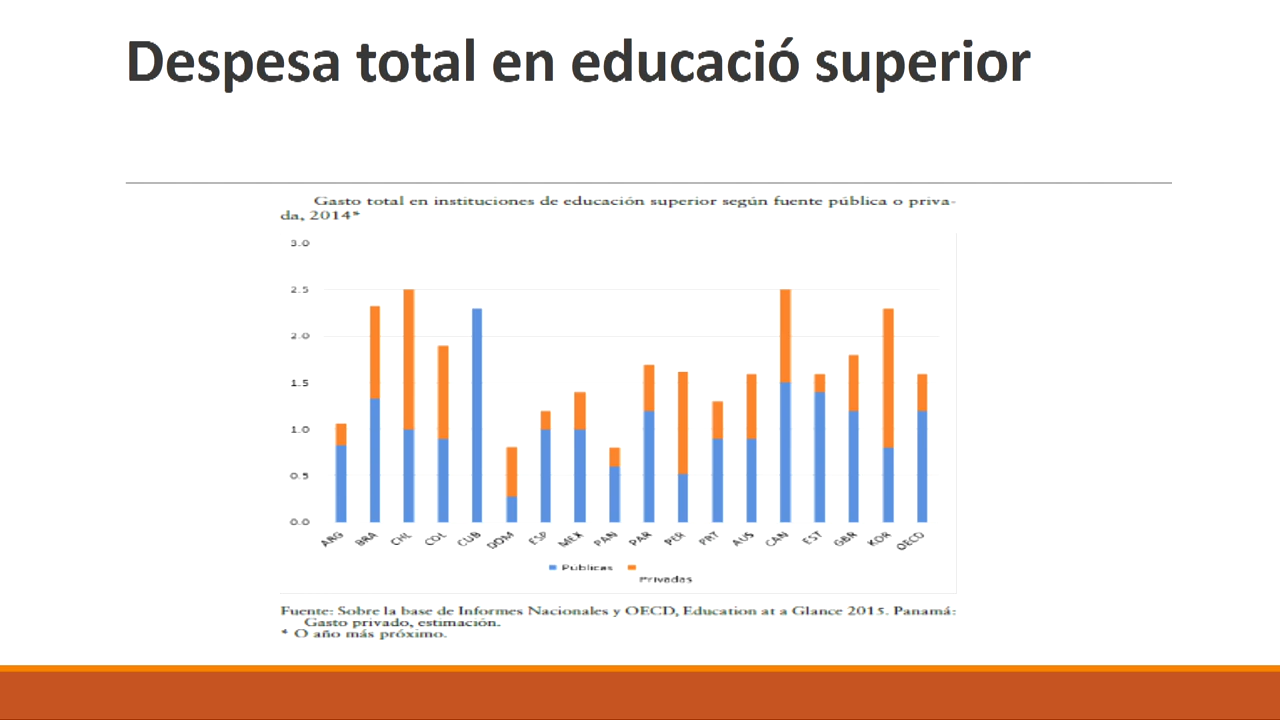 Despesa total en educació superior
Gasto total en instituciones de educación superior según fuente pública o priva-
da, 2014*
3.0
2.5
2.0
1.5
1.0
0.5
0.0
ARG BRA CHL COL CUB DOM ESP MEX PAN PAR PER PRT AUS CAN EST GBR KOR OECD
Públicas
Privadas
Fuente: Sobre la base de Informes Nacionales y OECD, Education at a Glance 2015. Panamá:
Gasto privado, estimación.
* O año más próximo.